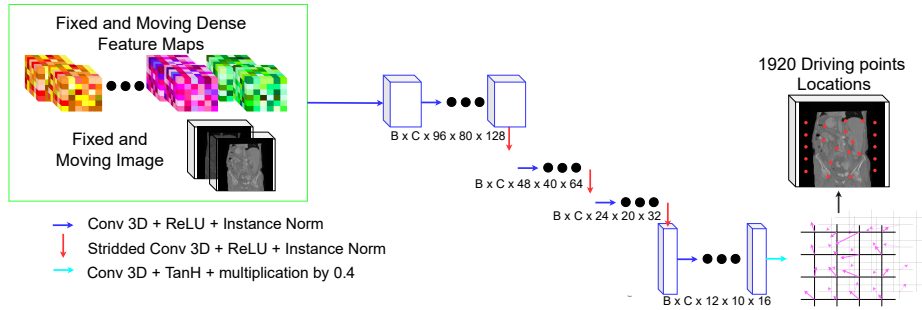 Fixed and Moving Dense
Feature Maps
Fixed and
Moving Image
B x C x 96 x 80 x 128
B x C x 48 x 40 x 64
B x C x 24 x 20 x 32
B x C x 12 x 10 x 16
1920 Driving points
Locations
Conv 3D + ReLU + Instance Norm
Stridded Conv 3D + ReLU + Instance Norm
Conv 3D + TanH + multiplication by 0.4